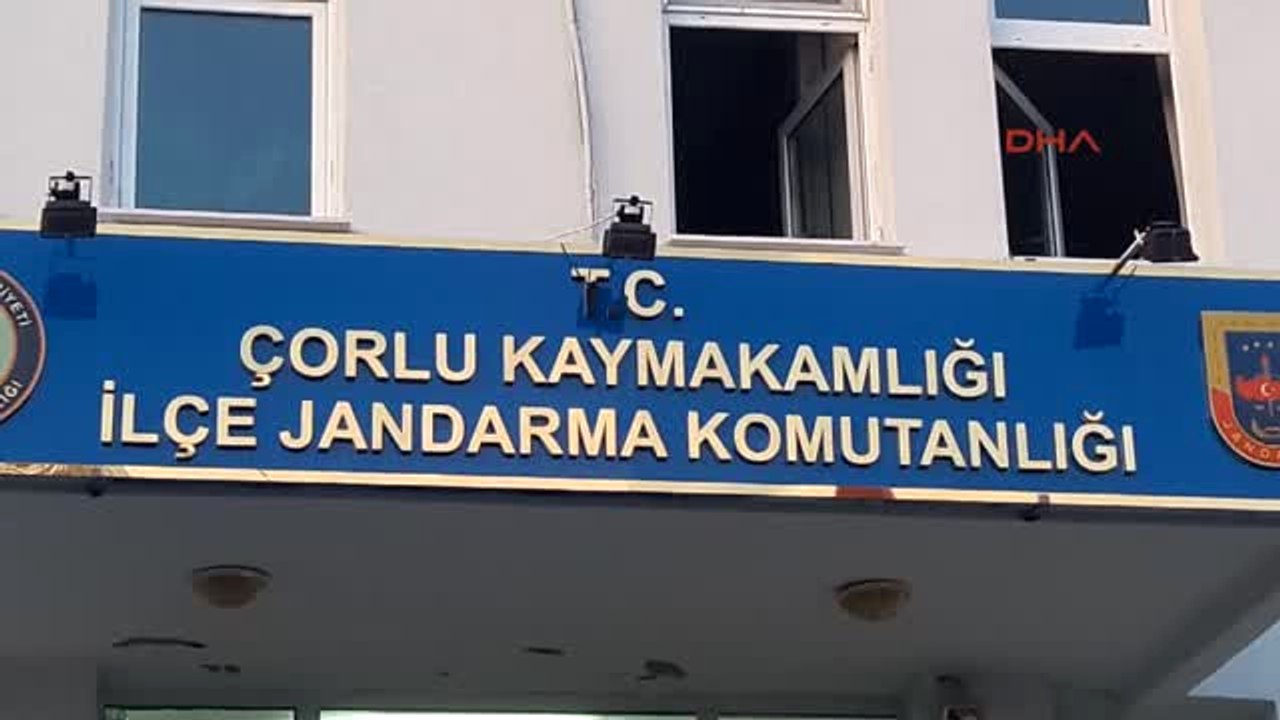 DHA
T.C.
ÇORLU KAYMAKAMLIĞI
İLÇE JANDARMA KOMUTANLIĞI